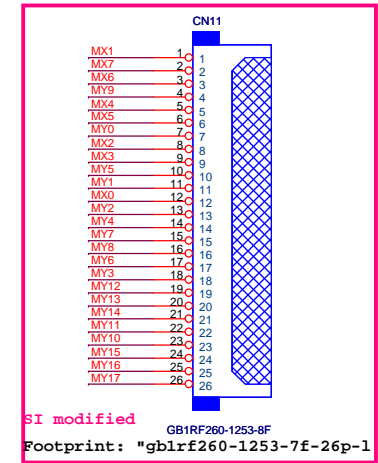 CN11
MX1 1 1
MX7 2 2
MX6 3 3
MY9 4 4
MX4 5 5
MX5 6 6
MY0 7 7
MX2 8 8
MX3 9 9
MY5 10 10
MY1 11 11
MX0 12 12
MY2 13 13
MY4 14 14
MY7 15 15
MY8 16 16
MY6 17 17
MY3 18 18
MY12 19 19
MY13 20 20
MY14 21 21
MY11 22 22
MY10 23 23
MY15 24 24
MY16 25 25
MY17 26 26
SI modified
GB1RF260-1253-8F
Footprint: "gb1rf260-1253-7f-26p-l